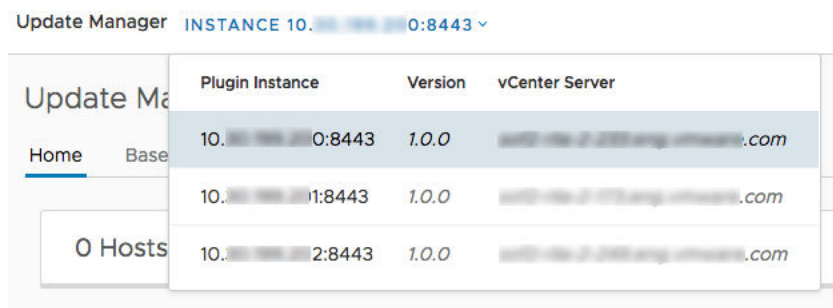 Update Manager INSTANCE 10. 0:8443
Plugin Instance Version vCenter Server
Update Ma
10. 0:8443 1.0.0 .com
Home Base
10. 1:8443 1.0.0 .com
0 Hosts
10. 2:8443 1.0.0 .com